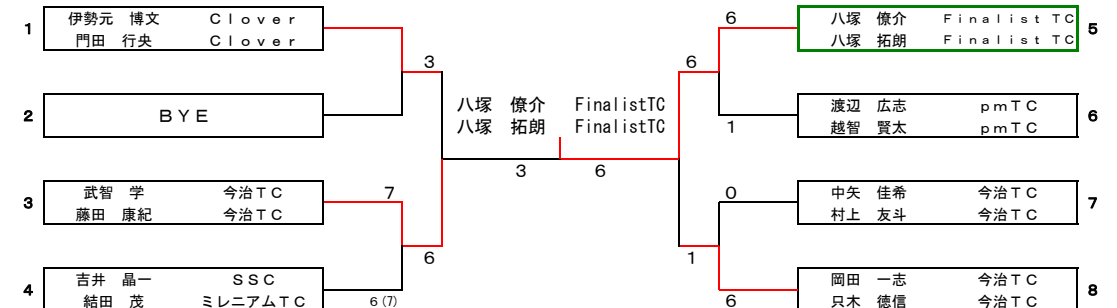 1
伊勢元 博文 Clover
門田 行央 Clover
2
BYE
3
武智 学 今治TC
藤田 康紀 今治TC
4
吉井 晶一 SSC
結田 茂 ミレニアムTC
3
7
6
6(7)
八塚 僚介 FinalistTC
八塚 拓朗 FinalistTC
3 6
6
6
1
0
1
6
八塚 僚介 Finalist TC
八塚 拓朗 Finalist TC
5
渡辺 広志 pmTC
越智 賢太 pmTC
6
中矢 佳希 今治TC
村上 友斗 今治TC
7
岡田 一志 今治TC
只木 徳信 今治TC
8